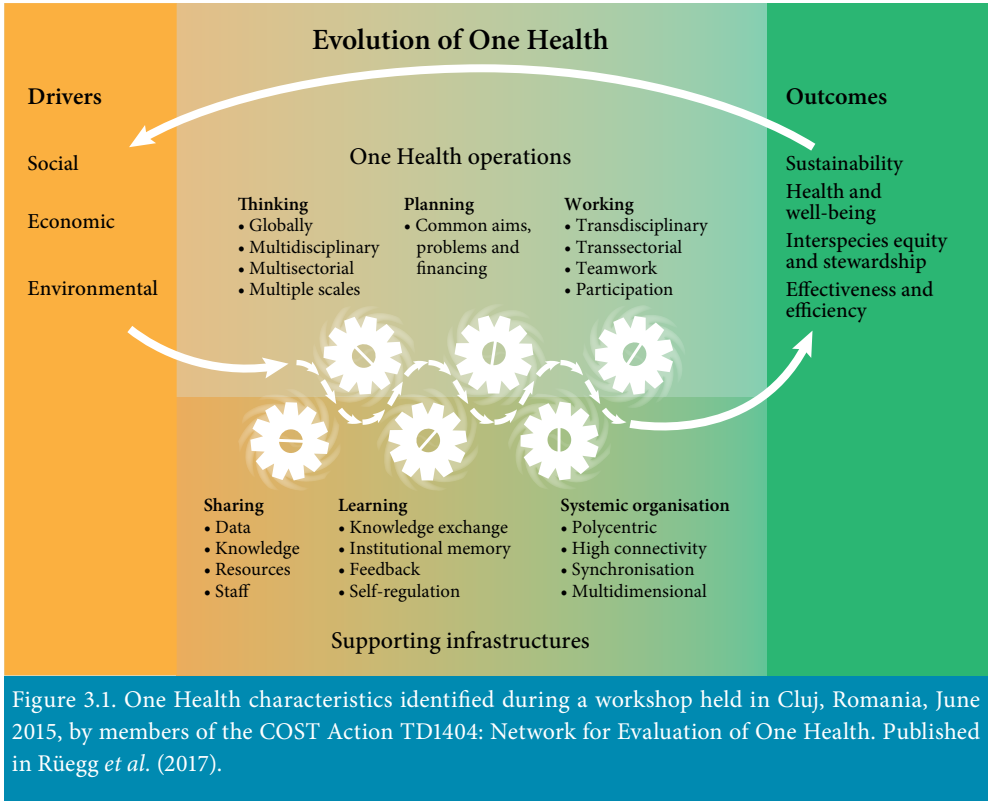 Evolution of One Health
Drivers
Social
Economic
Environmental
One Health operations
Thinking
• Globally
• Multidisciplinary
• Multisectorial
• Multiple scales
Planning
• Common aims,
problems and
financing
Working
• Transdisciplinary
• Transsectorial
• Teamwork
• Participation
Outcomes
Sustainability
Health and
well-being
Interspecies equity
and stewardship
Effectiveness and
efficiency
Sharing
• Data
• Knowledge
• Resources
• Staff
Learning
• Knowledge exchange
• Institutional memory
• Feedback
• Self-regulation
Systemic organisation
• Polycentric
• High connectivity
• Synchronisation
• Multidimensional
Supporting infrastructures
Figure 3.1. One Health characteristics identified during a workshop held in Cluj, Romania, June
2015, by members of the COST Action TD1404: Network for Evaluation of One Health. Published
in Rüegg et al. (2017).